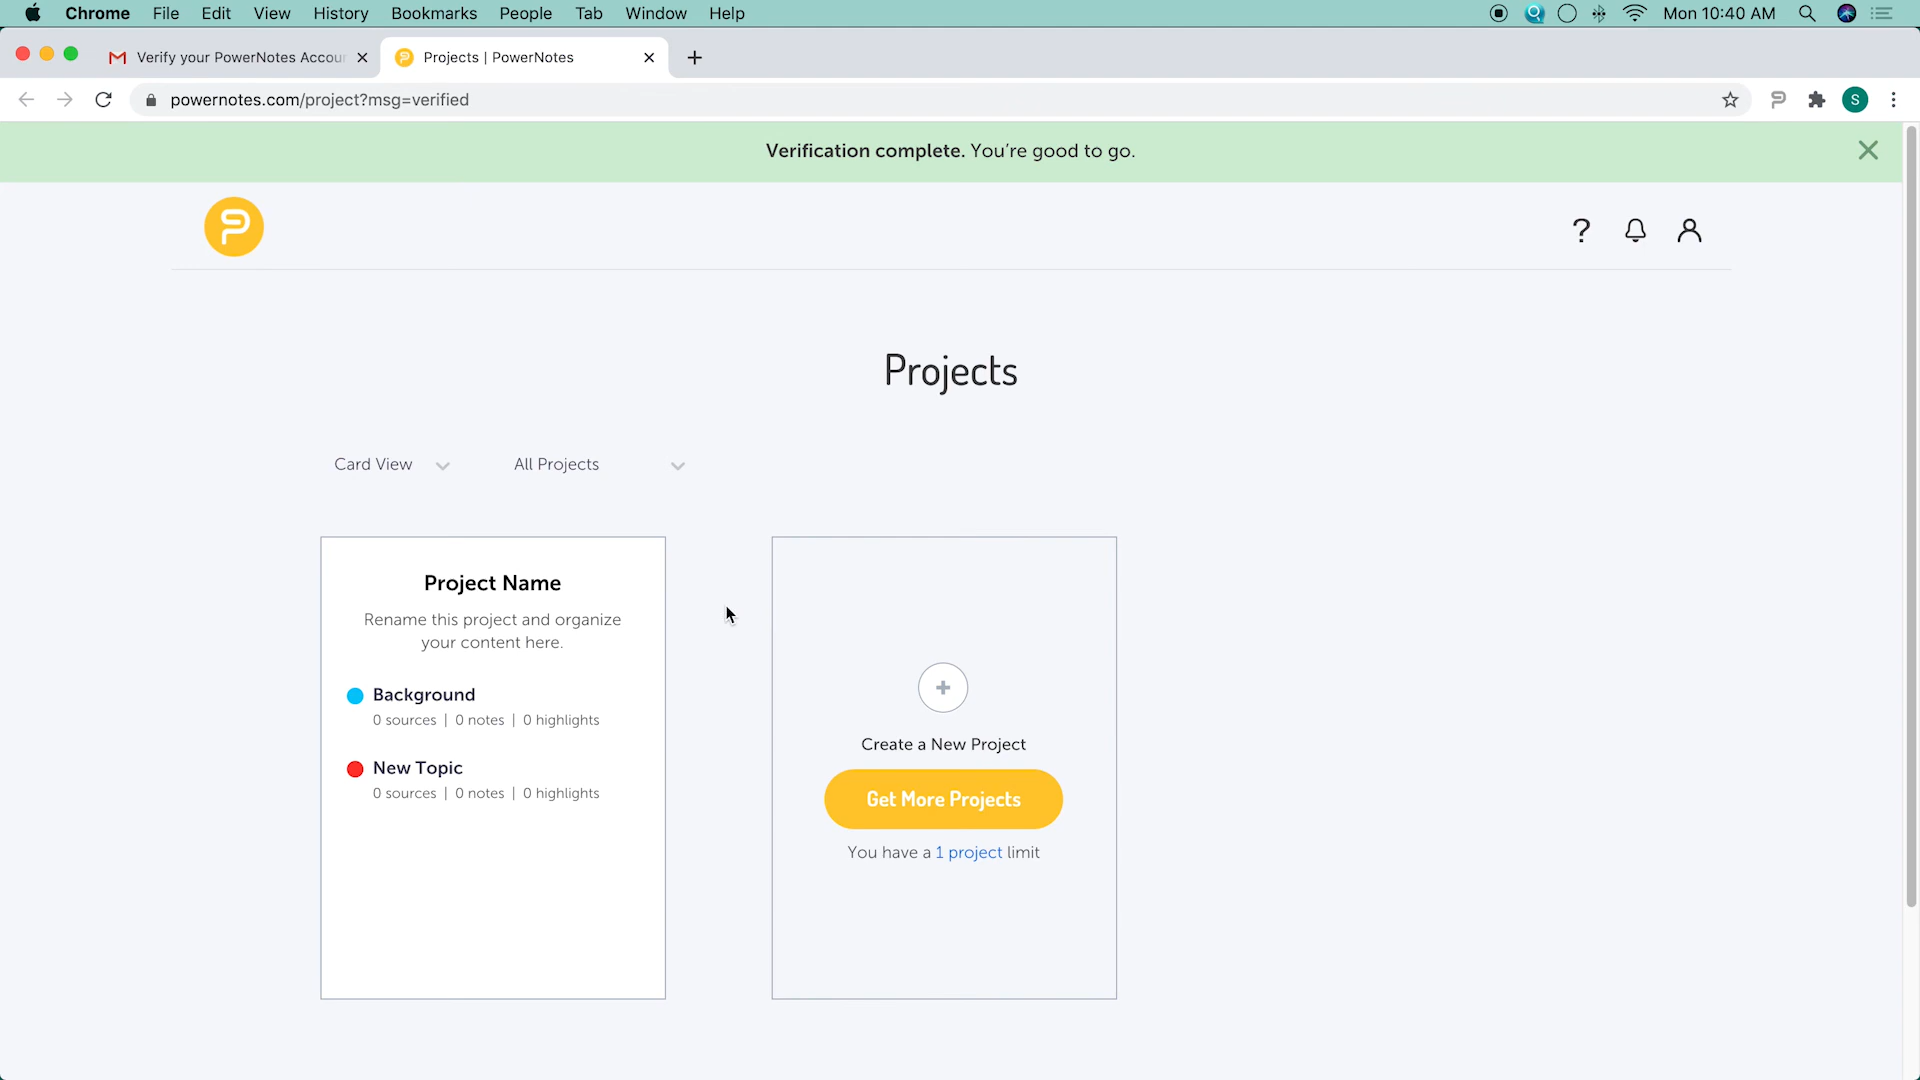 Chrome File Edit View History Bookmarks People Tab Window Help Mon 10:40 AM
Verify your PowerNotes Accou Projects | PowerNotes
powernotes.com/project?msg=verified S
Verification complete. You're good to go.
?
Projects
Card View All Projects
Project Name
Rename this project and organize
your content here.
Background
0 sources | 0 notes | 0 highlights
New Topic
0 sources | 0 notes | 0 highlights
Create a New Project
Get More Projects
You have a 1 project limit